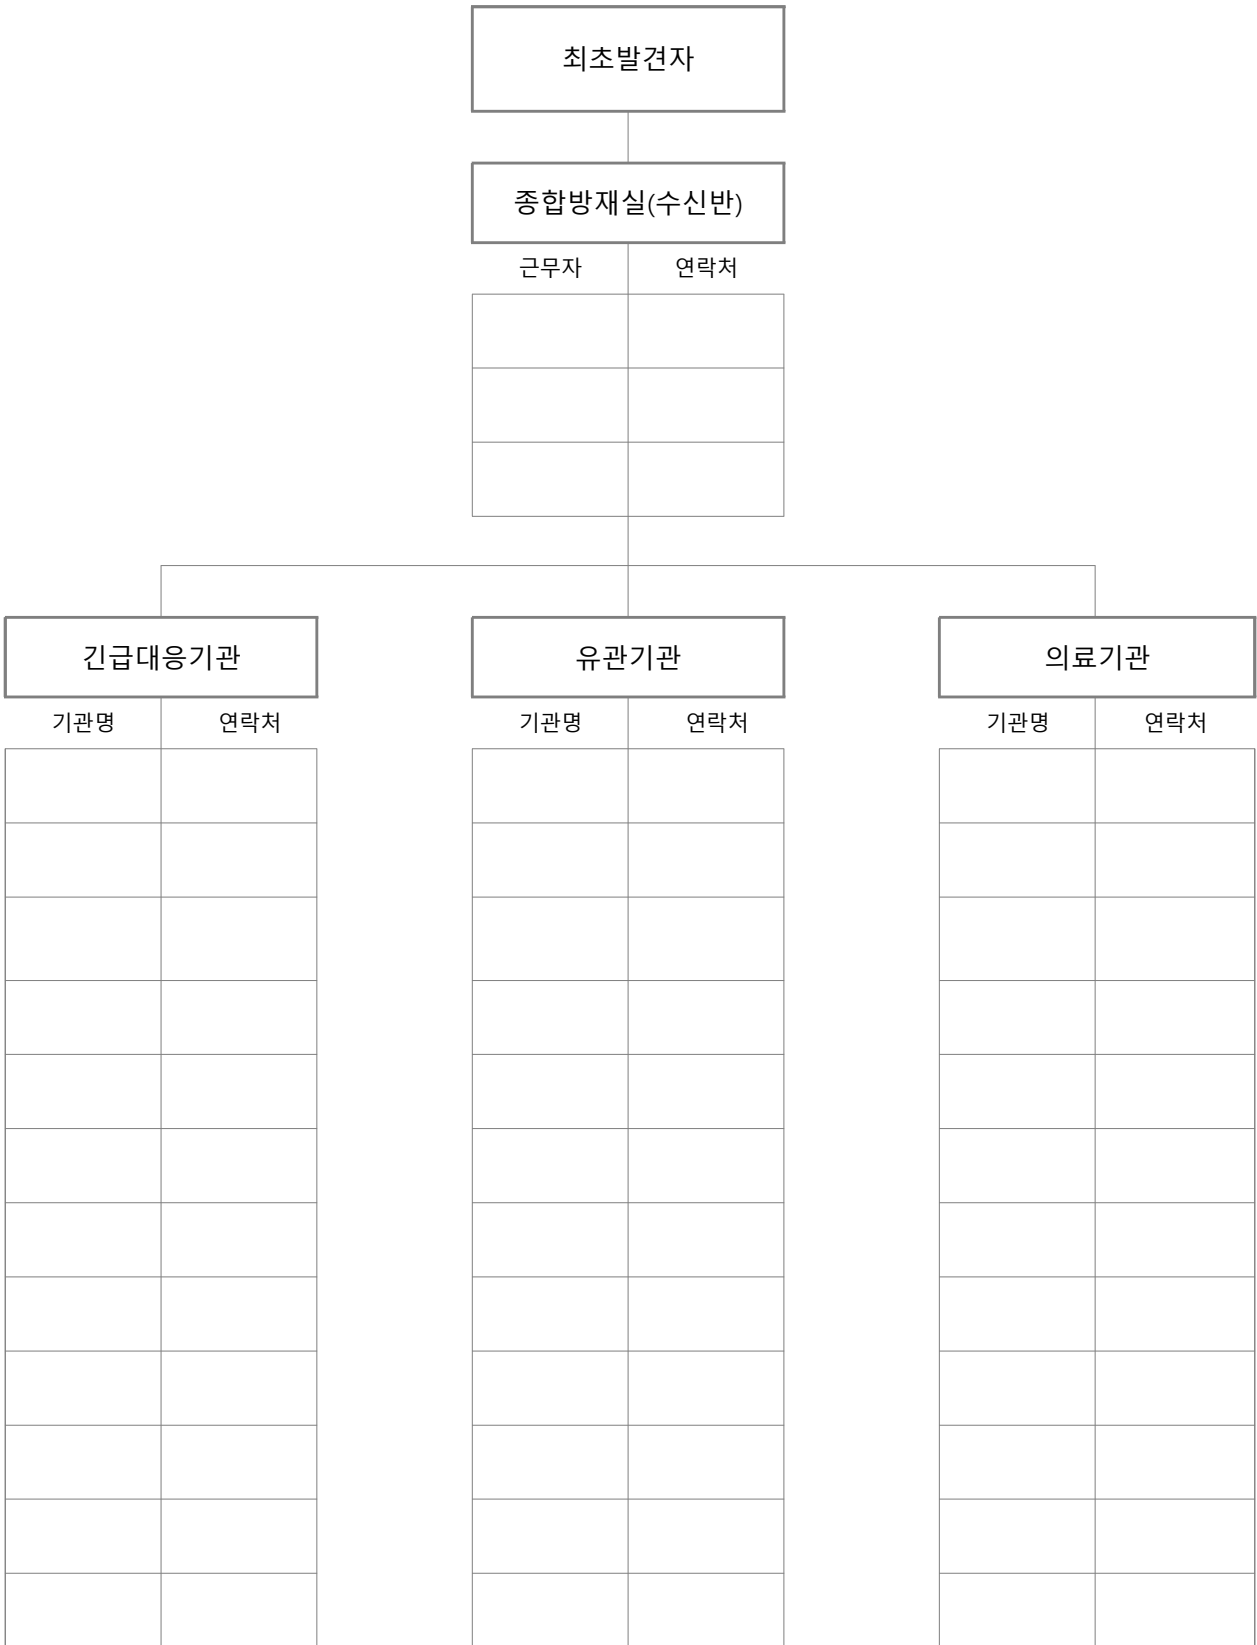 최초발견자
종합방재실(수신반)
근무자 연락처
긴급대응기관 유관기관 의료기관
기관명 연락처 기관명 연락처 기관명 연락처